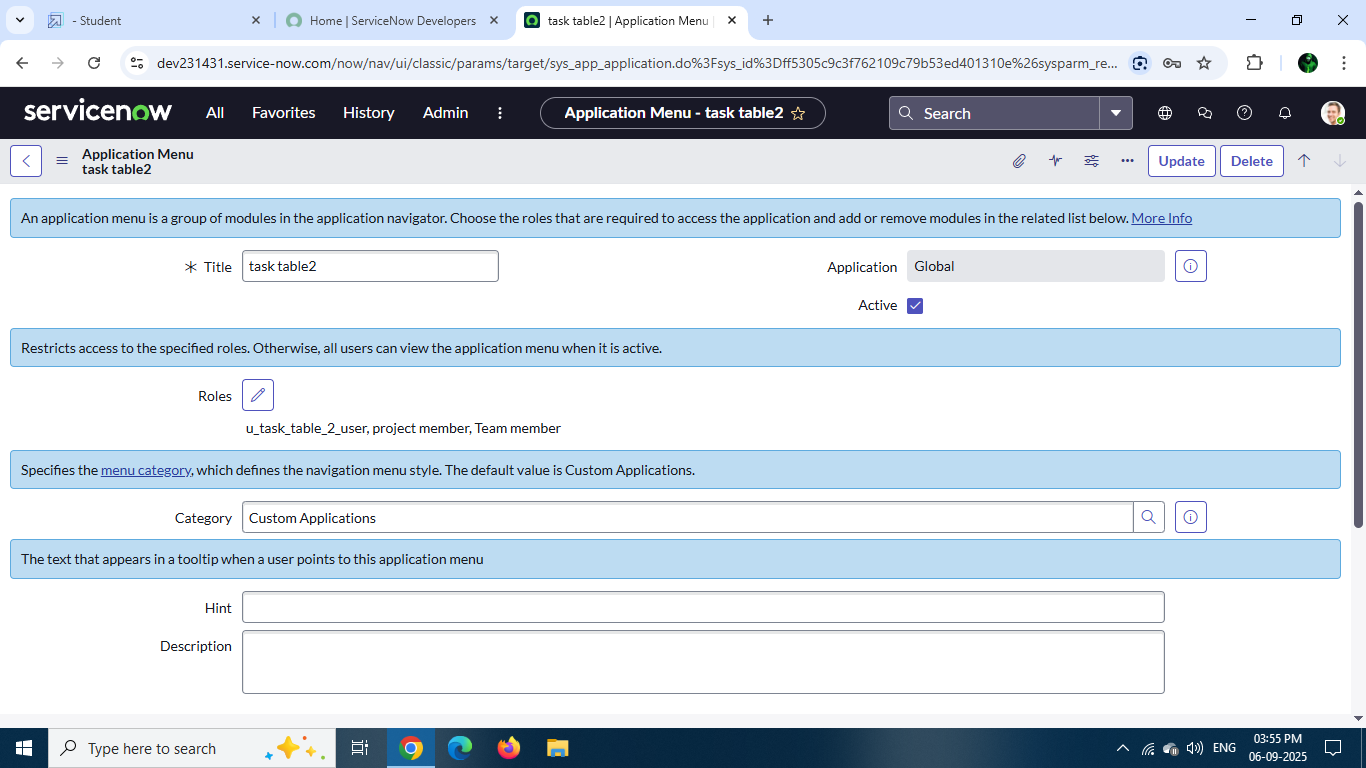 - Student
Home | ServiceNow Developers
task table2 | Application Menu |
dev231431.service-now.com/now/nav/ui/classic/params/target/sys_app_application.do%3Fsys_id%3Dff5305c9c3f762109c79b53ed401310e%26sysparm_re...
servicenow All Favorites History Admin Application Menu - task table2 Search
Application Menu
task table2
Update Delete
An application menu is a group of modules in the application navigator. Choose the roles that are required to access the application and add or remove modules in the related list below. More Info
Title task table2 Application Global
Active
Restricts access to the specified roles. Otherwise, all users can view the application menu when it is active.
Roles
u_task_table_2_user, project member, Team member
Specifies the menu category, which defines the navigation menu style. The default value is Custom Applications.
Category Custom Applications
The text that appears in a tooltip when a user points to this application menu
Hint
Description
Type here to search
ENG
03:55 PM
06-09-2025